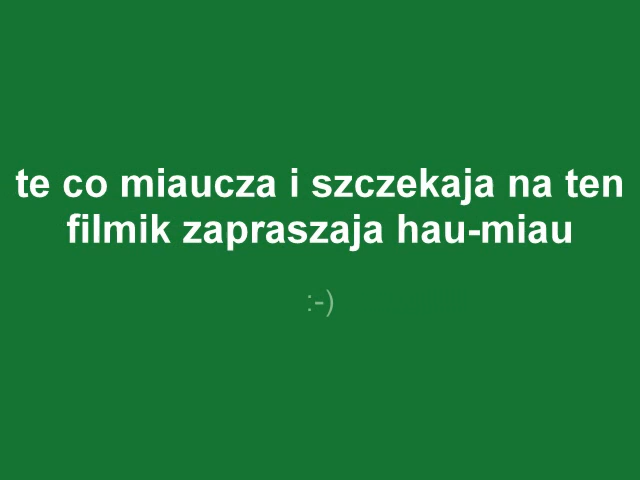 te co miaucza i szczekaja na ten
filmik zapraszaja hau-miau
:-)